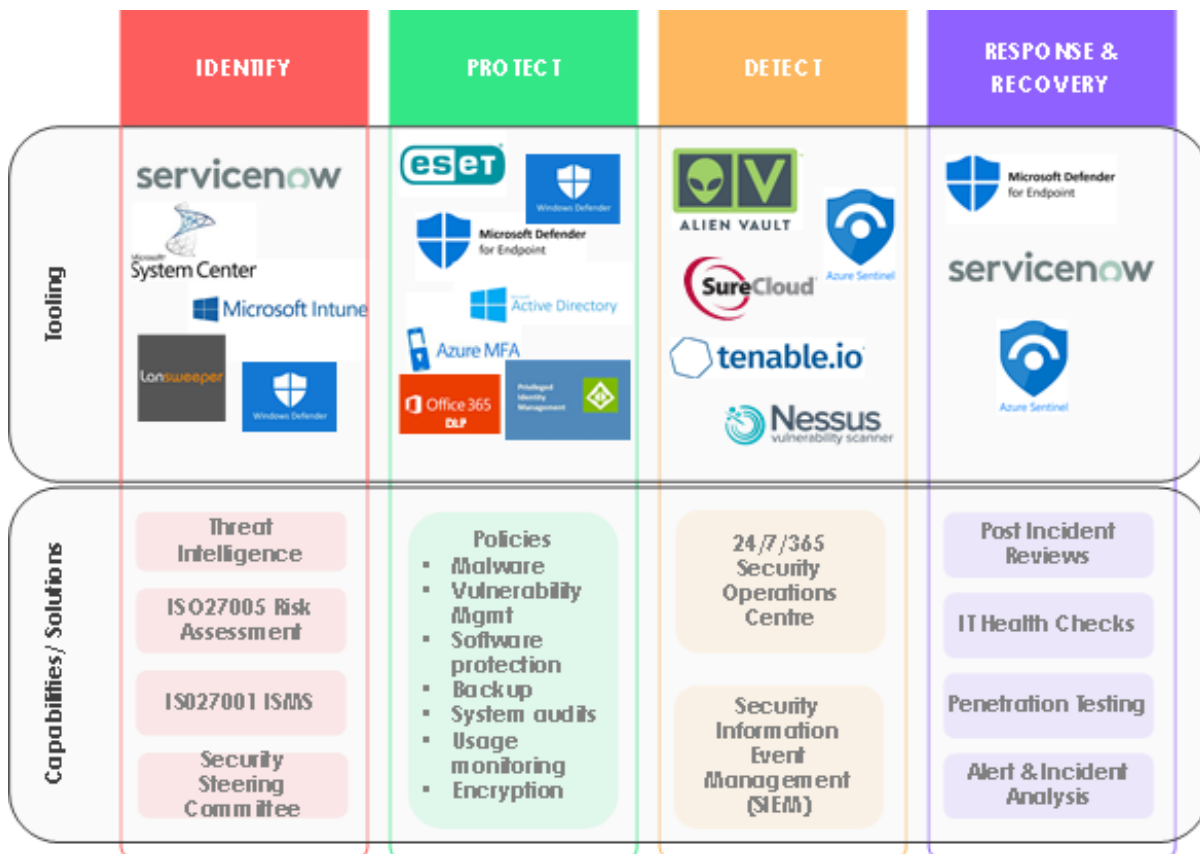 IDENTIFY
PROTECT
DETECT
RESPONSE &
RECOVERY
Tooling
servicenow
Microsoft
System Center
Microsoft Intune
Lansweeper
Windows Defender
eset
Windows Defender
Microsoft Defender
for Endpoint
Microsoft
Active Directory
Azure MFA
Office 365
DLP
Privileged
Identity
Management
ALIEN VAULT
Azure Sentinel
SureCloud
tenable.io
Nessus
vulnerability scanner
Microsoft Defender
for Endpoint
servicenow
Azure Sentinel
Capabilities/ Solutions
Threat
Intelligence
ISO27005 Risk
Assessment
IS027001 ISMS
Security
Steering
Committee
Policies
▪ Malware
▪ Vulnerability
Mgmt
▪ Software
protection
▪ Backup
▪ System audits
▪ Usage
monitoring
▪ Encryption
24/7/365
Security
Operations
Centre
Security
Information
Event
Management
(SIEM)
Post Incident
Reviews
IT Health Checks
Penetration Testing
Alert & Incident
Analysis